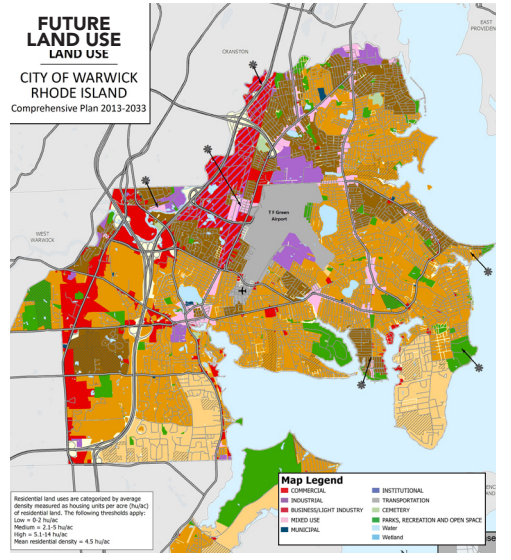 FUTURE
LAND USE
LAND USE
CITY OF WARWICK
RHODE ISLAND
Comprehensive Plan 2013-2033
CRANSTON
EAST
PROVIDEN
T F Green
Airport
WEST
WARWICK
Residential land uses are categorized by average
density measured as housing units per acre (hu/ac)
of residential land. The following thresholds apply:
Low = 0-2 hu/ac
Medium = 2.1-5 hu/ac
High = 5.1-14 hu/ac
Mean residential density = 4.5 hu/ac
Map Legend
COMMERCIAL
INDUSTRIAL
BUSINESS/LIGHT INDUSTRY
MIXED USE
MUNICIPAL
INSTITUTIONAL
TRANSPORTATION
CEMETERY
PARKS, RECREATION AND OPEN SPACE
Water
Wetland